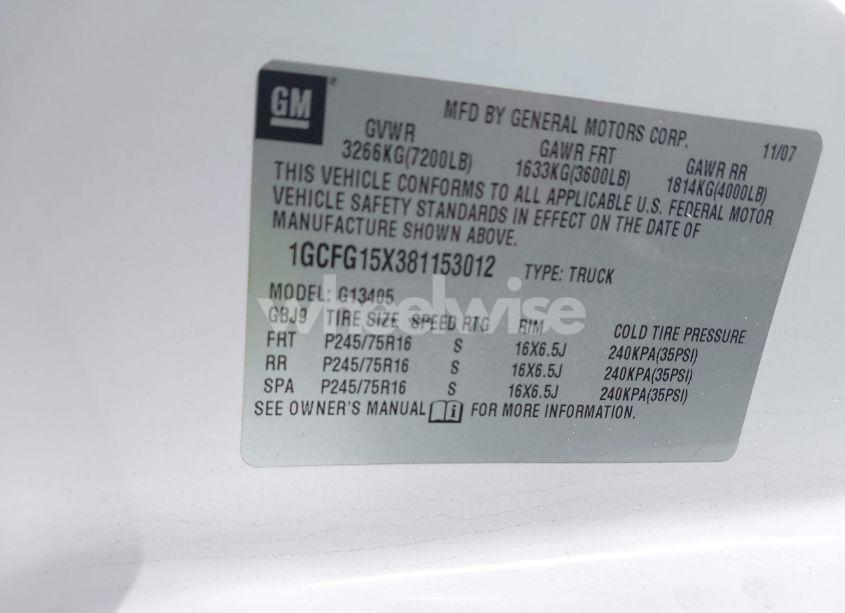 GM
MFD BY GENERAL MOTORS CORP.
GVWR GAWR FRT GAWR RR 11/07
3266KG(7200LB) 1633KG(3600LB) 1814KG(4000LB)
THIS VEHICLE CONFORMS TO ALL APPLICABLE U.S. FEDERAL MOTOR
VEHICLE SAFETY STANDARDS IN EFFECT ON THE DATE OF
MANUFACTURE SHOWN ABOVE.
1GCFG15X381153012 TYPE: TRUCK
MODEL: G13405
wheelwise
GBJ9 TIRE SIZE SPEED RTG RIM COLD TIRE PRESSURE
FRT P245/75R16 S 16X6.5J 240KPA(35PSI)
RR P245/75R16 S 16X6.5J 240KPA(35PSI)
SPA P245/75R16 S 16X6.5J 240KPA(35PSI)
SEE OWNER'S MANUAL i FOR MORE INFORMATION.